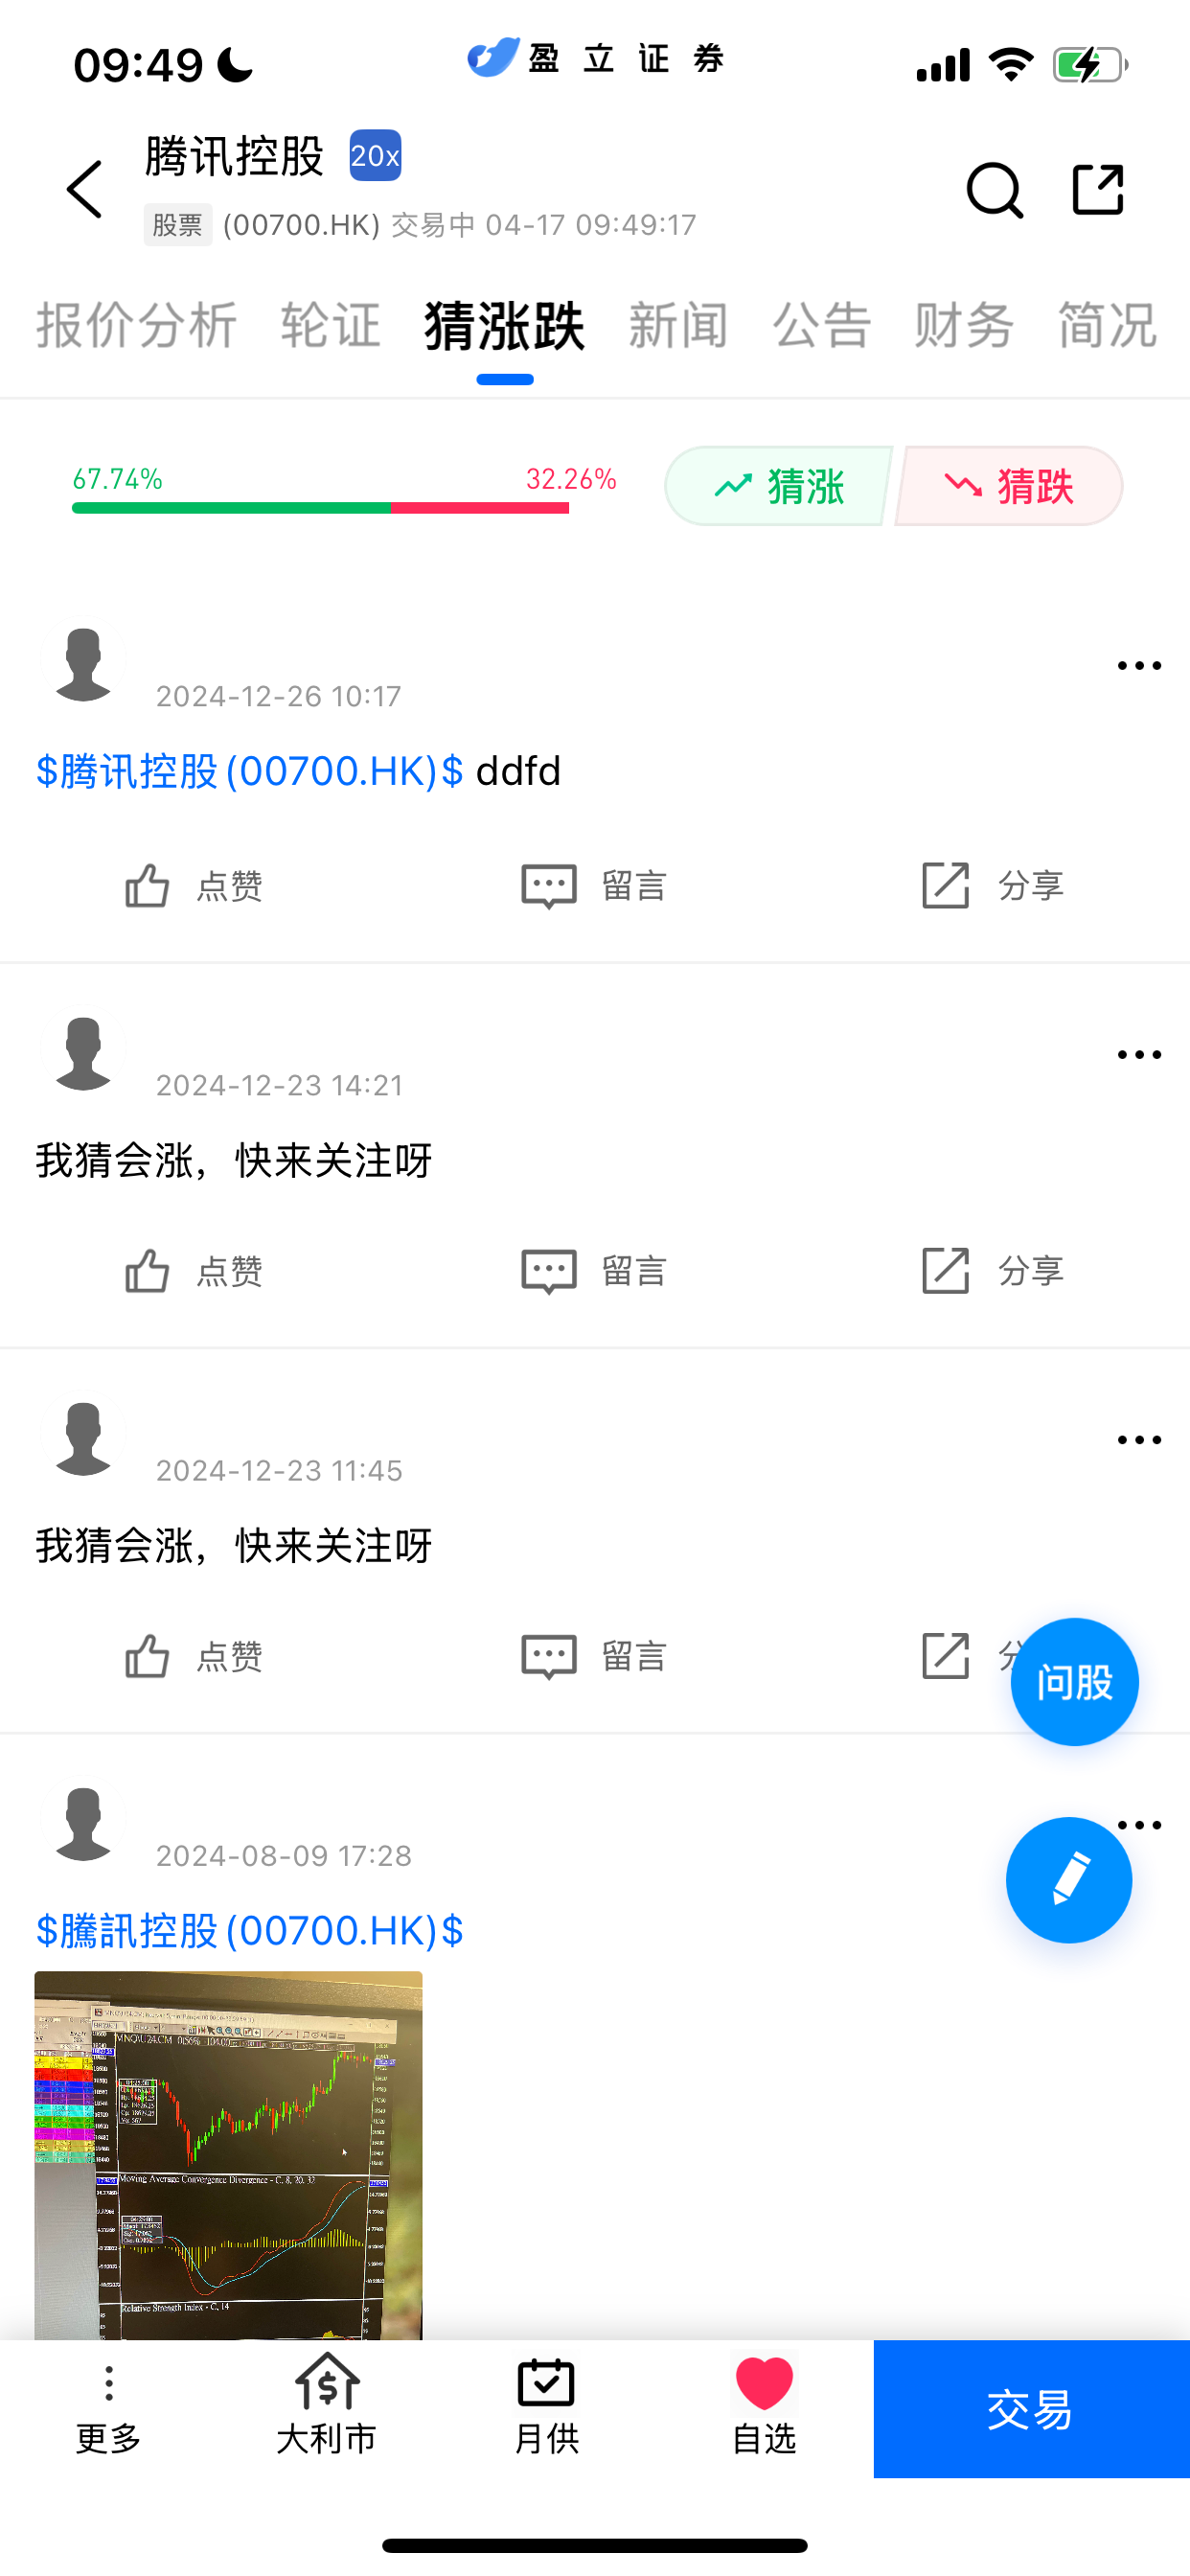 09:49
盈立证券
腾讯控股 20x
股票 (00700.HK) 交易中 04-17 09:49:17
报价分析 轮证 猜涨跌 新闻 公告 财务 简况
67.74% 32.26% 猜涨 猜跌
2024-12-26 10:17
$腾讯控股(00700.HK)$ ddfd
点赞 留言 分享
2024-12-23 14:21
我猜会涨，快来关注呀
点赞 留言 分享
2024-12-23 11:45
我猜会涨，快来关注呀
点赞 留言
问股
2024-08-09 17:28
$騰訊控股(00700.HK)$
Moving Average Convergence Divergence - C, 8, 20, 32
Relative Strength Index - C, 14
更多 大利市 月供 自选 交易